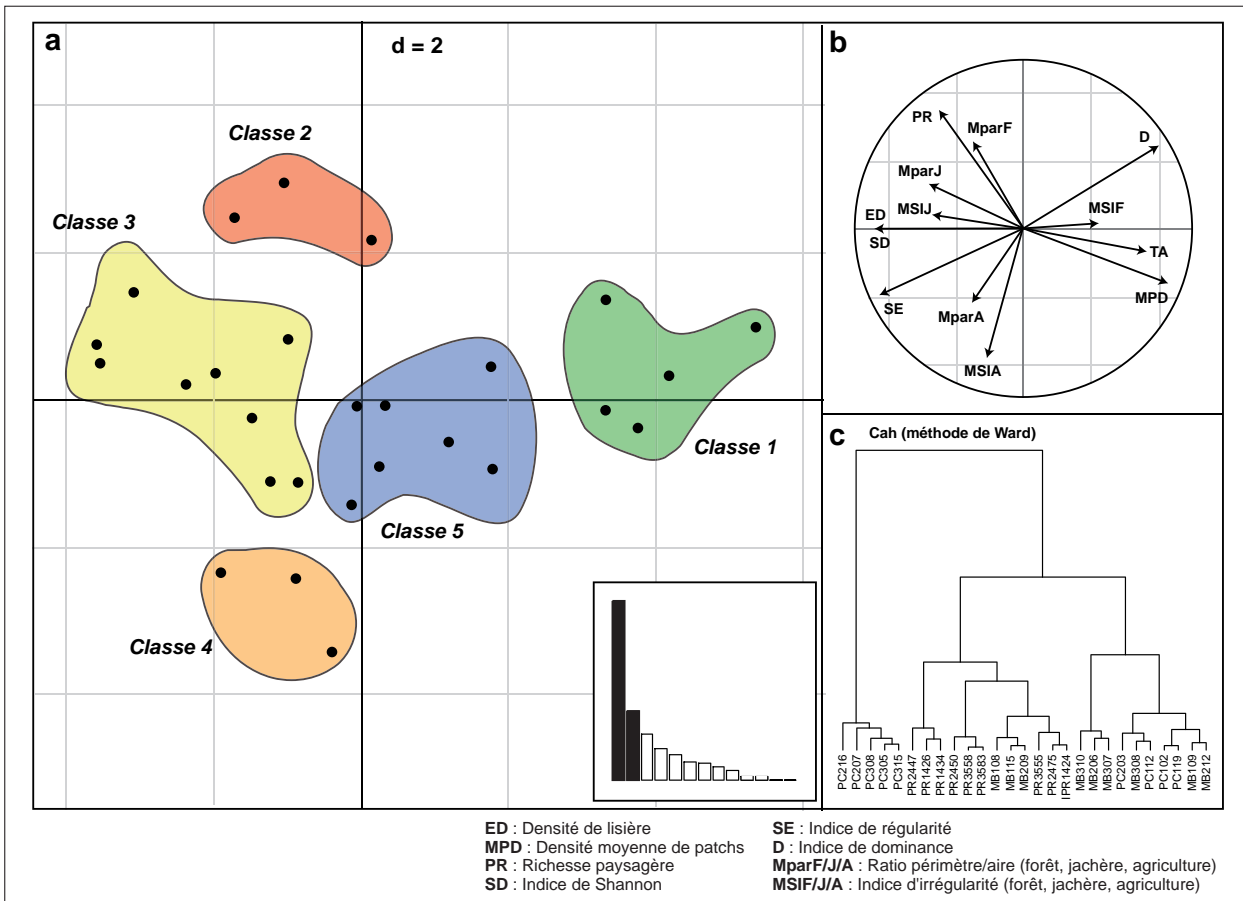 a
d = 2
Classe 2
Classe 3
Classe 1
Classe 5
Classe 4
b
PR
MparF
D
MparJ
MSIJ
MSIF
ED
SD
TA
MPD
SE
MparA
MSIA
c
Cah (méthode de Ward)
PC216
PC207
PC308
PC305
PC315
PR2447
PR1426
PR1434
PR2450
PR3558
PR3583
MB108
MB115
MB209
PR3555
PR2475
IPR1424
MB310
MB206
MB307
PC203
MB308
PC112
PC102
PC119
MB109
MB212
ED : Densité de lisière
MPD : Densité moyenne de patchs
PR : Richesse paysagère
SD : Indice de Shannon
SE : Indice de régularité
D : Indice de dominance
MparF/J/A : Ratio périmètre/aire (forêt, jachère, agriculture)
MSIF/J/A : Indice d'irrégularité (forêt, jachère, agriculture)